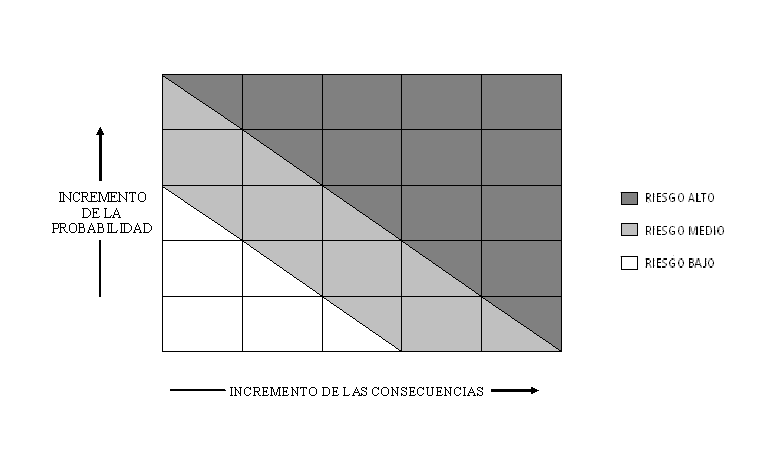 INCREMENTO
DE LA
PROBABILIDAD
RIESGO ALTO
RIESGO MEDIO
RIESGO BAJO
INCREMENTO DE LAS CONSECUENCIAS